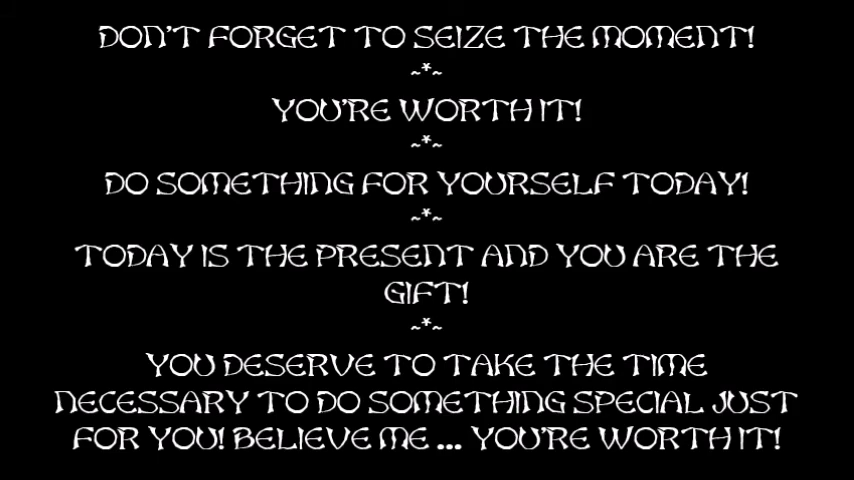 DON'T FORGET TO SEIZE THE MOMENT!
~*~
YOU'RE WORTH IT!
~*~
DO SOMETHING FOR YOURSELF TODAY!
~*~
TODAY IS THE PRESENT AND YOU ARE THE
GIFT!
~*~
YOU DESERVE TO TAKE THE TIME
NECESSARY TO DO SOMETHING SPECIAL JUST
FOR YOU! BELIEVE ME ... YOU'RE WORTH IT!